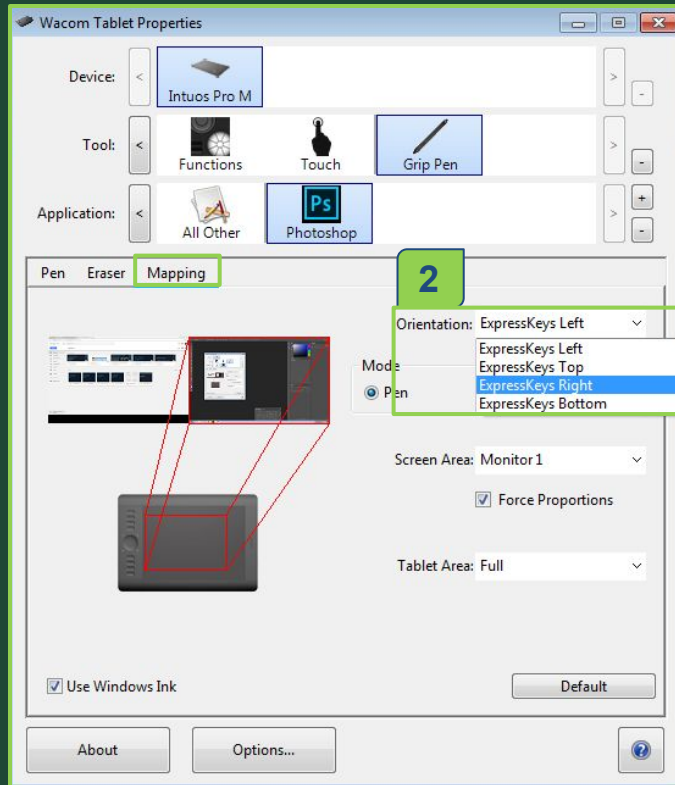 Wacom Tablet Properties
Device:
Intuos Pro M
Tool:
Functions Touch Grip Pen
Application:
Ps
All Other Photoshop
Pen Eraser Mapping
2
Orientation: ExpressKeys Left
ExpressKeys Left
Mode ExpressKeys Top
Pen ExpressKeys Right
ExpressKeys Bottom
Screen Area: Monitor 1
Force Proportions
Tablet Area: Full
Use Windows Ink Default
About Options...